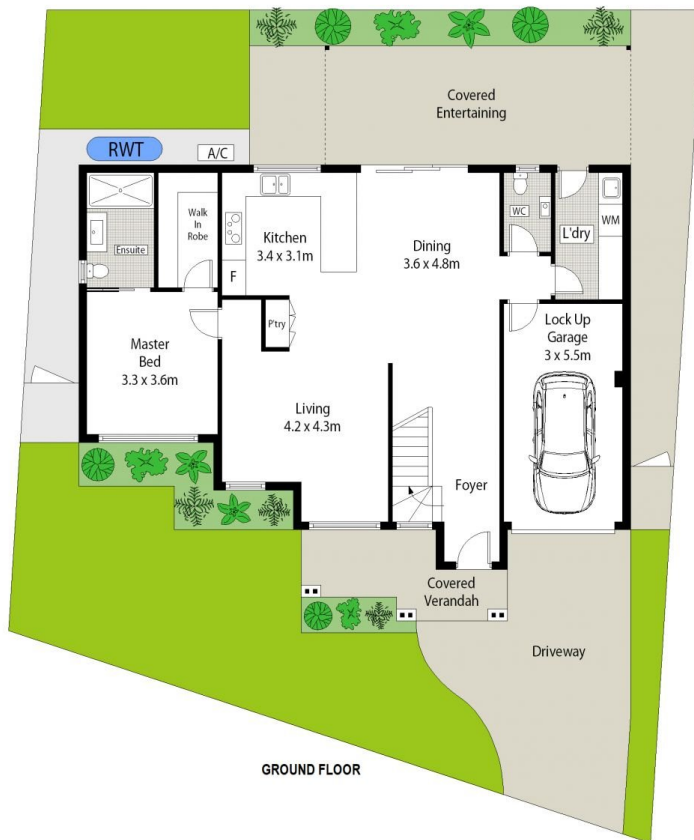 Covered
Entertaining
RWT
A/C
Walk
In
Robe
Ensuite
Kitchen
3.4 x 3.1m
F
Dining
3.6 x 4.8m
WC
L'dry
WM
P'try
Master
Bed
3.3 x 3.6m
Living
4.2 x 4.3m
Lock Up
Garage
3 x 5.5m
Foyer
Covered
Verandah
Driveway
GROUND FLOOR